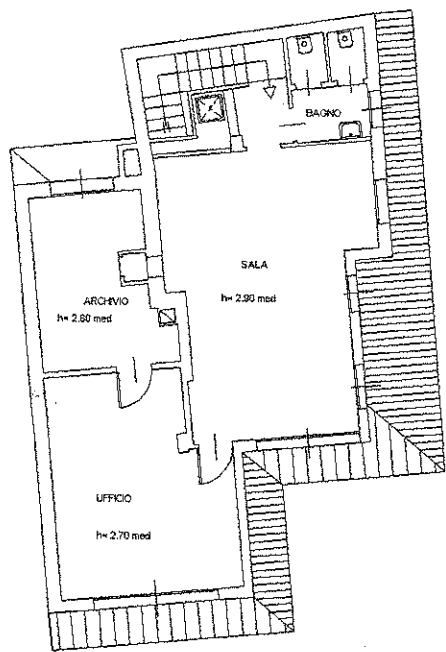 BAGNO
SALA
h= 2.90 med
ARCHIVIO
h= 2.60 med
UFFICIO
h= 2.70 med